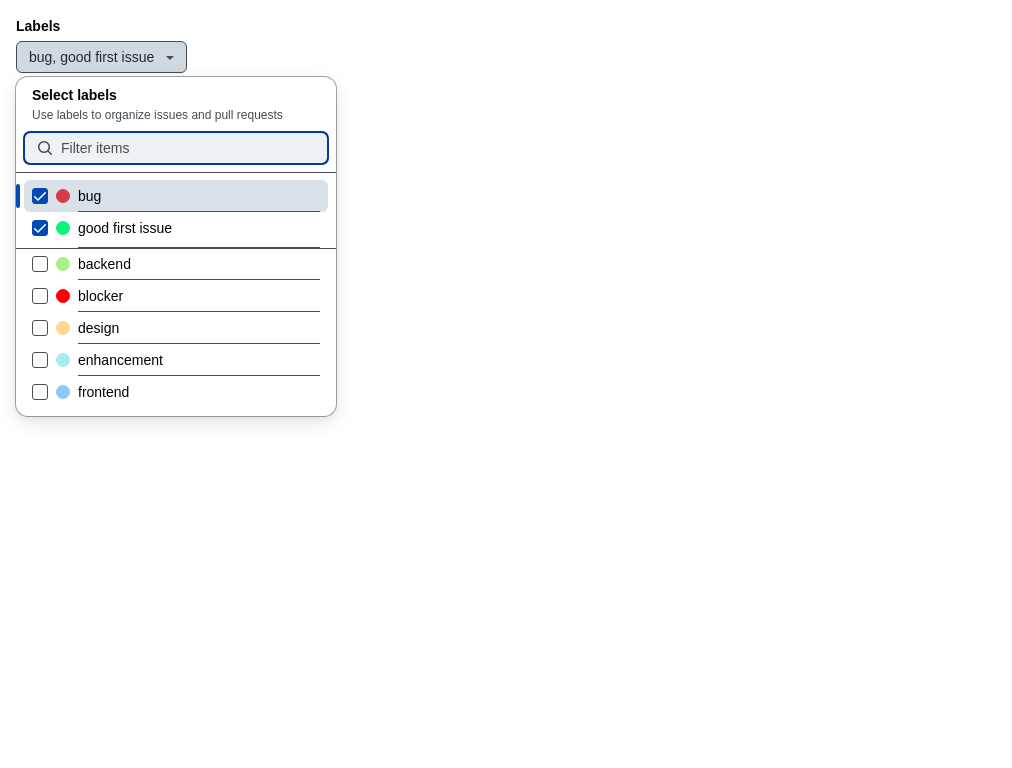 Labels
bug, good first issue
Select labels
Use labels to organize issues and pull requests
Filter items
bug
good first issue
backend
blocker
design
enhancement
frontend